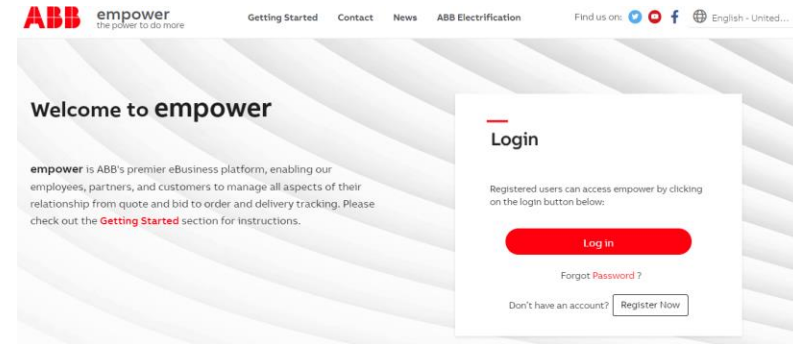 ABB
empower
the power to do more
Getting Started Contact News ABB Electrification
Find us on:
English - United...
Welcome to empower
empower is ABB's premier eBusiness platform, enabling our
employees, partners, and customers to manage all aspects of their
relationship from quote and bid to order and delivery tracking. Please
check out the Getting Started section for instructions.
Login
Registered users can access empower by clicking
on the login button below:
Log in
Forgot Password ?
Don't have an account? Register Now